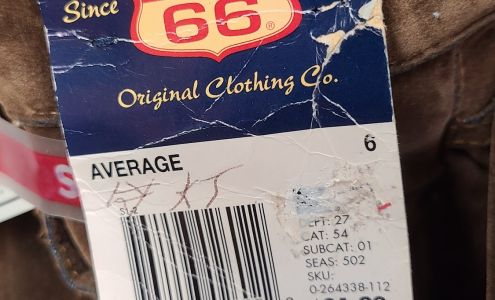 Since
66
Original Clothing Co.
AVERAGE 6
DEPT: 27
CAT: 54
SUBCAT: 01
SEAS: 502
SKU:
0-264338-112